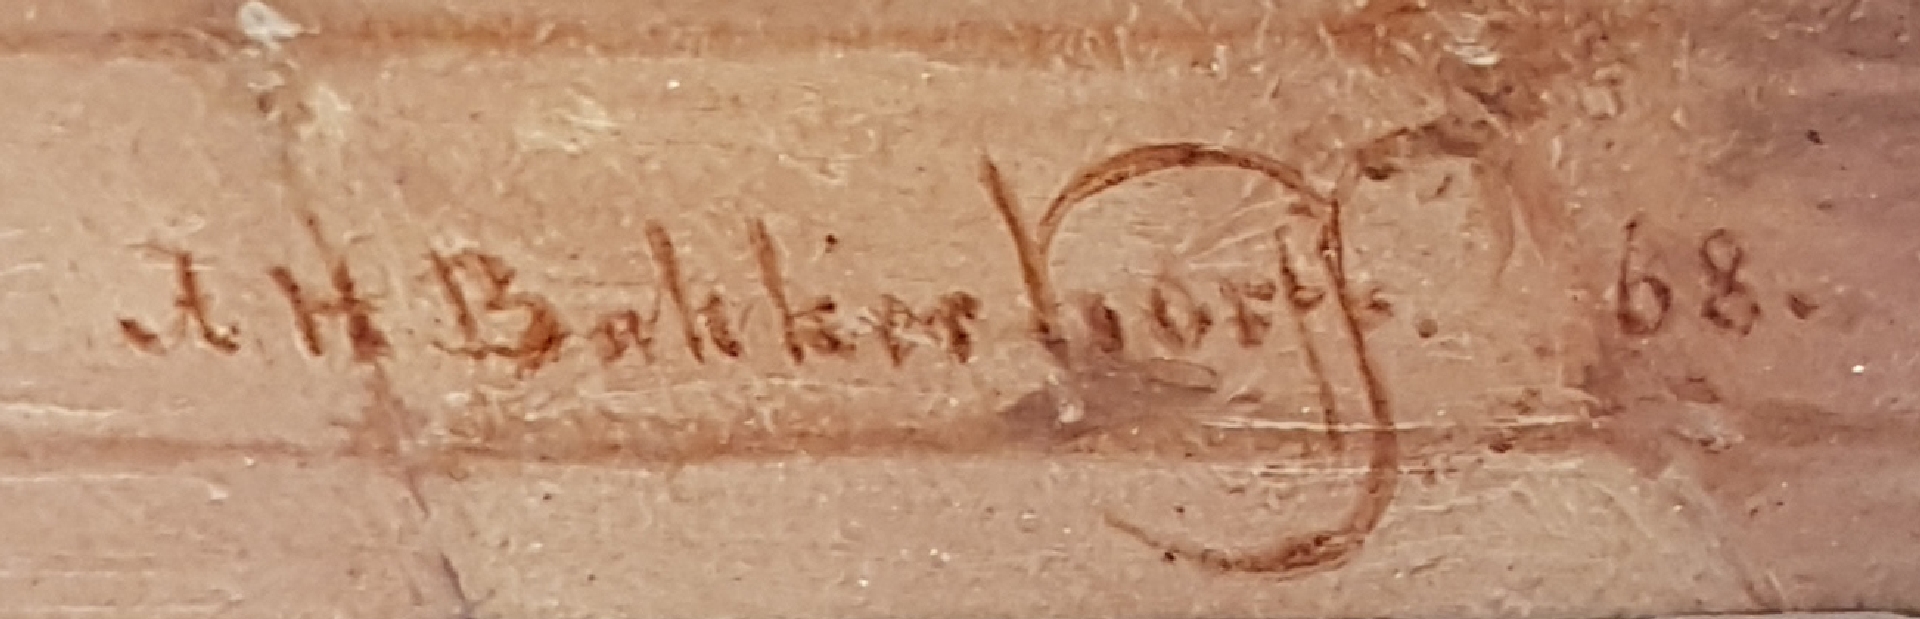 A. H. Bakker Korff. 68.